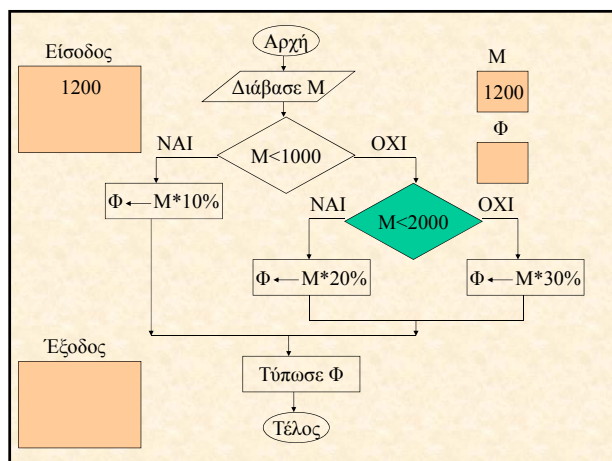 Είσοδος
1200
Αρχή
Διάβασε Μ
Μ
1200
Φ
ΝΑΙ
Μ<1000
ΟΧΙ
Φ ← Μ*10%
ΝΑΙ
Μ<2000
ΟΧΙ
Φ ← Μ*20%
Φ ← Μ*30%
Έξοδος
Τύπωσε Φ
Τέλος